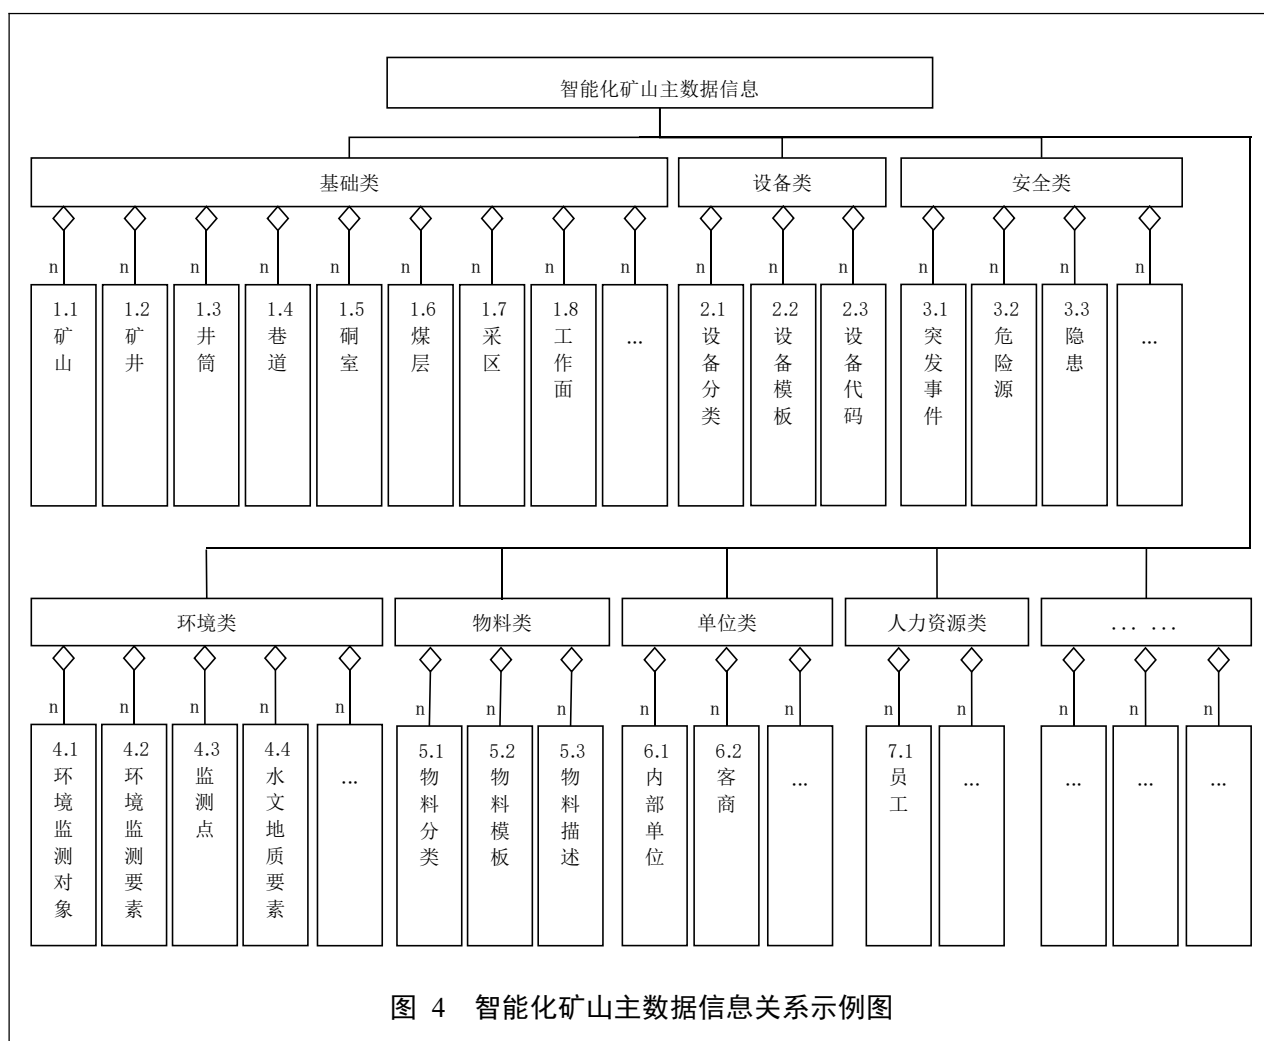 智能化矿山主数据信息
基础类
设备类
安全类
n n n n n n n n n n n n n n n n
1.1 矿山
1.2 矿井
1.3 井筒
1.4 巷道
1.5 硐室
1.6 煤层
1.7 采区
1.8 工作面
...
2.1 设备分类
2.2 设备模板
2.3 设备代码
3.1 突发事件
3.2 危险源
3.3 隐患
...
环境类
物料类
单位类
人力资源类
... ...
n n n n n n n n n n n n n n n n
4.1 环境监测对象
4.2 环境监测要素
4.3 监测点
4.4 水文地质要素
...
5.1 物料分类
5.2 物料模板
5.3 物料描述
6.1 内部单位
6.2 客商
...
7.1 员工
...
...
...
...
图 4 智能化矿山主数据信息关系示例图